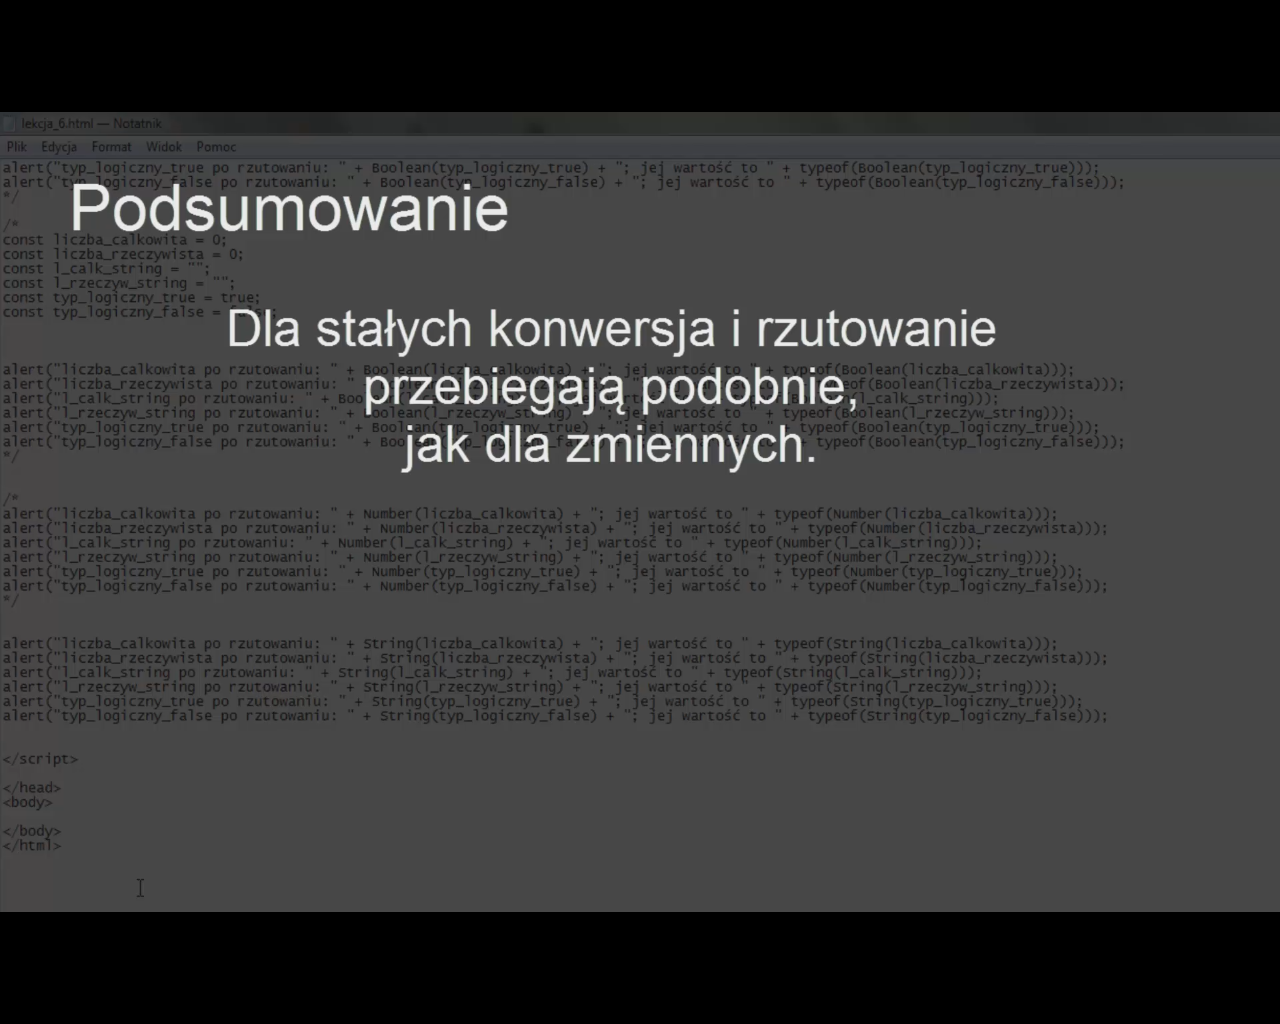 lekcja_6.html — Notatnik
Plik Edycja Format Widok Pomoc
alert("typ_logiczny_true po rzutowaniu: " + Boolean(typ_logiczny_true) + "; jej wartość to " + typeof(Boolean(typ_logiczny_true)));
alert("typ_logiczny_false po rzutowaniu: " + Boolean(typ_logiczny_false) + "; jej wartość to " + typeof(Boolean(typ_logiczny_false)));
*/
Podsumowanie
/*
const liczba_calkowita = 0;
const liczba_rzeczywista = 0;
const l_calk_string = "";
const l_rzeczyw_string = "";
const typ_logiczny_true = true;
const typ_logiczny_false =
Dla stałych konwersja i rzutowanie
przebiegają podobnie,
jak dla zmiennych.
alert("liczba_calkowita po rzutowaniu: " + Boolean(liczba_calkowita) + "; jej wartość to " + typeof(Boolean(liczba_calkowita)));
alert("liczba_rzeczywista po rzutowaniu: " (Boolean(liczba_rzeczywista)));
alert("l_calk_string po rzutowaniu: " + l_calk_string)));
alert("l_rzeczyw_string po rzutowaniu: " + Boolean(l_rzeczyw_string) + "; jej wartość to " + typeof(Boolean(l_rzeczyw_string)));
alert("typ_logiczny_true po rzutowaniu: " + typeof(Boolean(typ_logiczny_true)));
alert("typ_logiczny_false po rzutowaniu: " + typeof(Boolean(typ_logiczny_false)));
*/
/*
alert("liczba_calkowita po rzutowaniu: " + Number(liczba_calkowita) + "; jej wartość to " + typeof(Number(liczba_calkowita)));
alert("liczba_rzeczywista po rzutowaniu: " + Number(liczba_rzeczywista) + "; jej wartość to " + typeof(Number(liczba_rzeczywista)));
alert("l_calk_string po rzutowaniu: " + Number(l_calk_string) + "; jej wartość to " + typeof(Number(l_calk_string)));
alert("l_rzeczyw_string po rzutowaniu: " + Number(l_rzeczyw_string) + "; jej wartość to " + typeof(Number(l_rzeczyw_string)));
alert("typ_logiczny_true po rzutowaniu: " + Number(typ_logiczny_true) + "; jej wartość to " + typeof(Number(typ_logiczny_true)));
alert("typ_logiczny_false po rzutowaniu: " + Number(typ_logiczny_false) + "; jej wartość to " + typeof(Number(typ_logiczny_false)));
*/
alert("liczba_calkowita po rzutowaniu: " + String(liczba_calkowita) + "; jej wartość to " + typeof(String(liczba_calkowita)));
alert("liczba_rzeczywista po rzutowaniu: " + String(liczba_rzeczywista) + "; jej wartość to " + typeof(String(liczba_rzeczywista)));
alert("l_calk_string po rzutowaniu: " + String(l_calk_string) + "; jej wartość to " + typeof(String(l_calk_string)));
alert("l_rzeczyw_string po rzutowaniu: " + String(l_rzeczyw_string) + "; jej wartość to " + typeof(String(l_rzeczyw_string)));
alert("typ_logiczny_true po rzutowaniu: " + String(typ_logiczny_true) + "; jej wartość to " + typeof(String(typ_logiczny_true)));
alert("typ_logiczny_false po rzutowaniu: " + String(typ_logiczny_false) + "; jej wartość to " + typeof(String(typ_logiczny_false)));
</script>
</head>
<body>
</body>
</html>